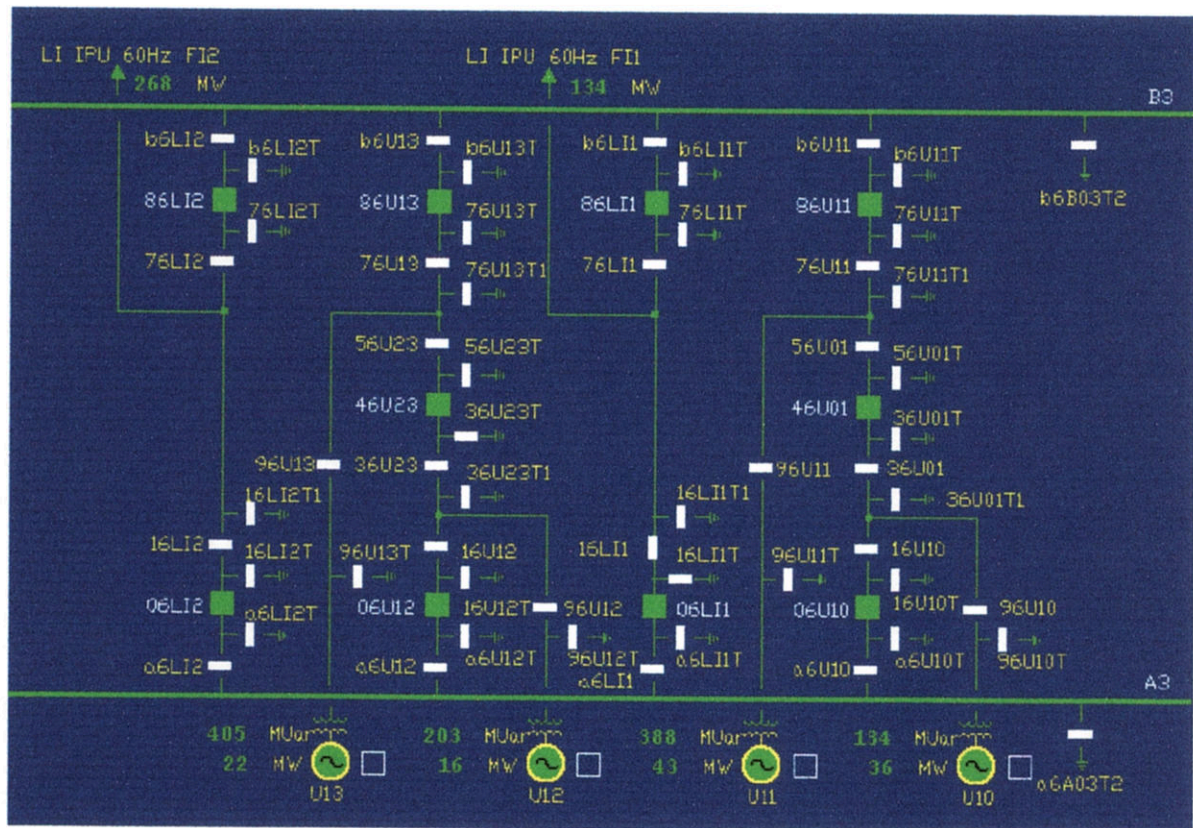 LI IPU 60Hz FI2 LI IPU 60Hz FI1
268 MW 134 MW
B3
b6LI2 b6LI2T b6U13 b6U13T b6LI1 b6LI1T b6U11 b6U11T
86LI2 86U13 86LI1 86U11 b6B03T2
76LI2T 76U13T 76LI1T 76U11T
76LI2 76U13 76LI1 76U11
76U13T1 76U11T1
56U23 56U01
56U23T 56U01T
46U23 46U01
36U23T 36U01T
96U13 36U23 96U11 36U01
36U23T1 36U01T1
16LI2T1 16LI1T1
16LI2 16U12 16LI1 16U10
16LI2T 96U13T 16LI1T 96U11T
06LI2 06U12 96U12 06LI1 06U10 96U10
16U12T 16U10T
a6LI2T a6U12T 96U12T a6LI1T a6U10T 96U10T
a6LI2 a6U12 a6LI1 a6U10
A3
405 MVar 203 MVar 388 MVar 134 MVar
22 MW 16 MW 43 MW 36 MW
U13 U12 U11 U10 a6A03T2